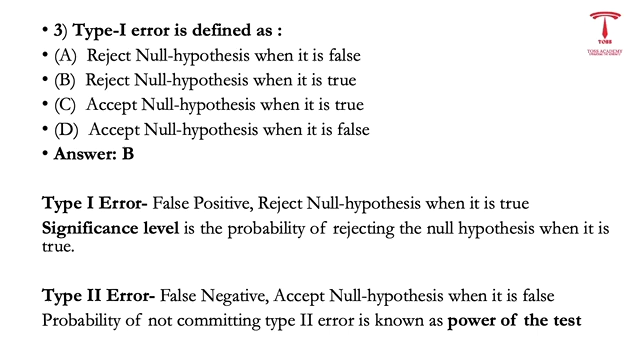 • 3) Type-I error is defined as :
• (A) Reject Null-hypothesis when it is false
• (B) Reject Null-hypothesis when it is true
• (C) Accept Null-hypothesis when it is true
• (D) Accept Null-hypothesis when it is false
• Answer: B
Type I Error- False Positive, Reject Null-hypothesis when it is true
Significance level is the probability of rejecting the null hypothesis when it is
true.
Type II Error- False Negative, Accept Null-hypothesis when it is false
Probability of not committing type II error is known as power of the test
TOSS
TOSS ACADEMY